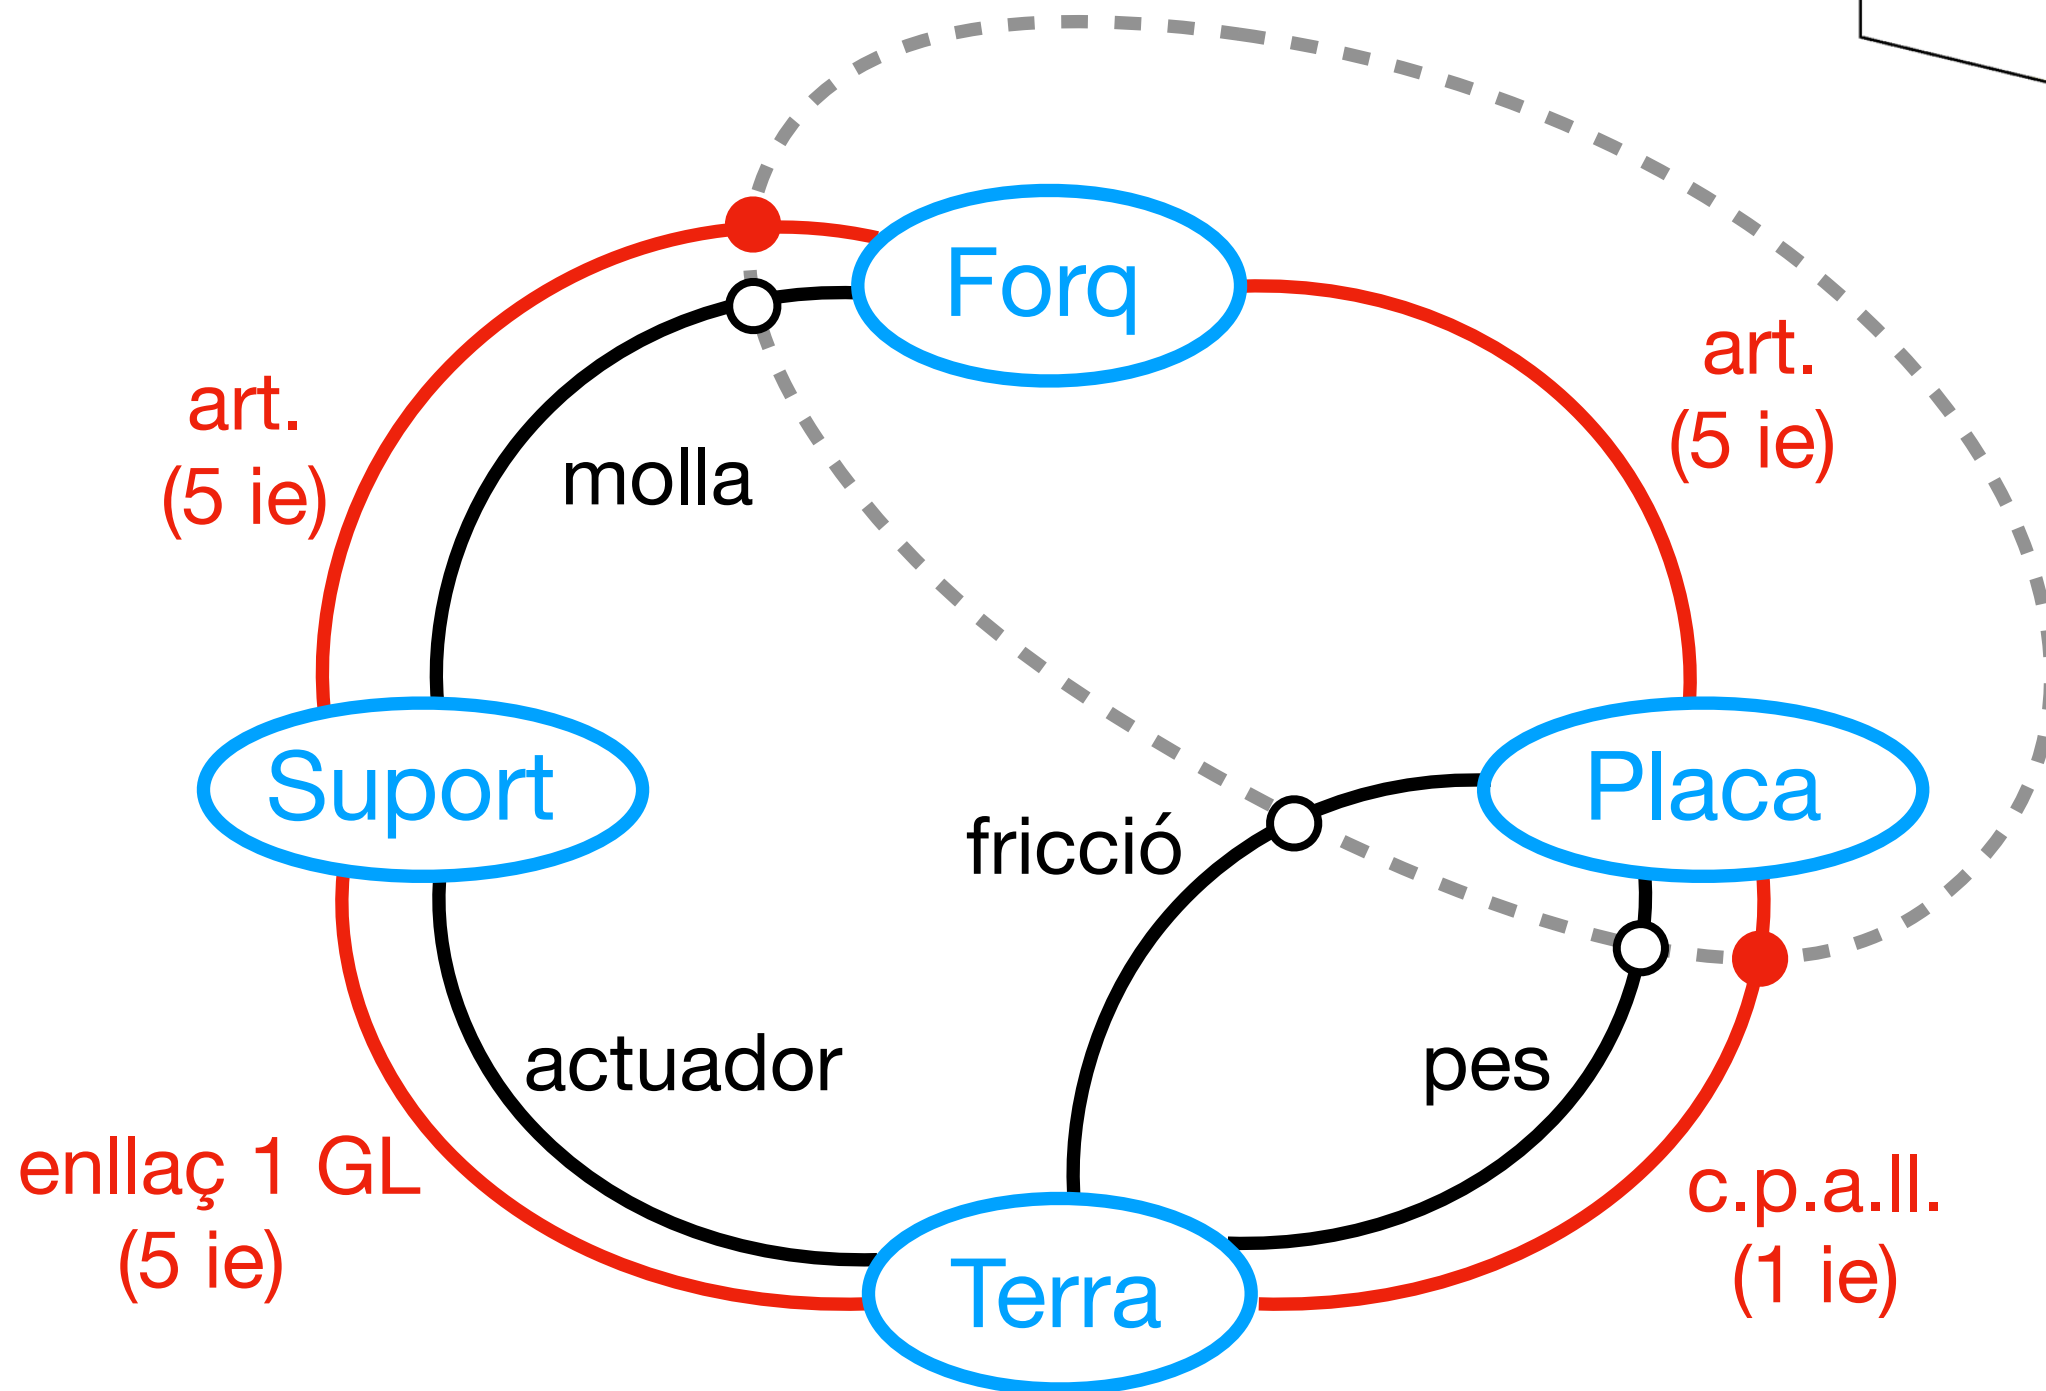 Forq
art.
(5 ie)
art.
(5 ie)
molla
Suport
Placa
fricció
actuador
pes
enllaç 1 GL
(5 ie)
c.p.a.ll.
(1 ie)
Terra